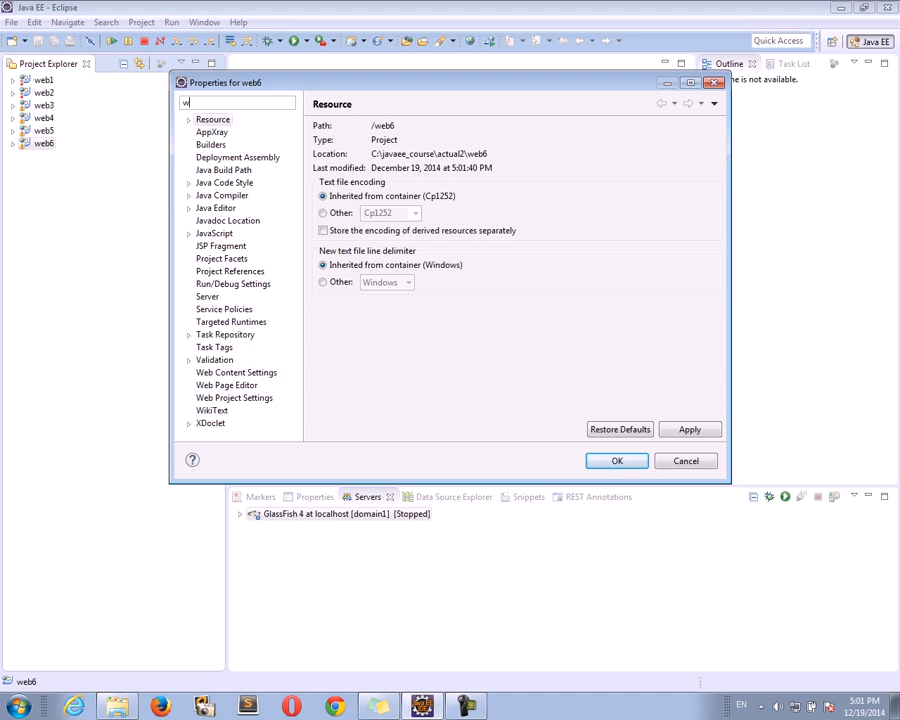 Java EE - Eclipse
File Edit Navigate Search Project Run Window Help
Quick Access
Java EE
Project Explorer
web1
web2
web3
web4
web5
web6
Outline
Task List
Properties for web6
w
Resource
AppXray
Builders
Deployment Assembly
Java Build Path
Java Code Style
Java Compiler
Java Editor
Javadoc Location
JavaScript
JSP Fragment
Project Facets
Project References
Run/Debug Settings
Server
Service Policies
Targeted Runtimes
Task Repository
Task Tags
Validation
Web Content Settings
Web Page Editor
Web Project Settings
WikiText
XDoclet
Resource
Path: /web6
Type: Project
Location: C:\javaee_course\actual2\web6
Last modified: December 19, 2014 at 5:01:40 PM
Text file encoding
Inherited from container (Cp1252)
Other: Cp1252
Store the encoding of derived resources separately
New text file line delimiter
Inherited from container (Windows)
Other: Windows
Restore Defaults Apply
OK Cancel
Markers Properties Servers Data Source Explorer Snippets REST Annotations
GlassFish 4 at localhost [domain1] [Stopped]
web6
EN
5:01 PM
12/19/2014